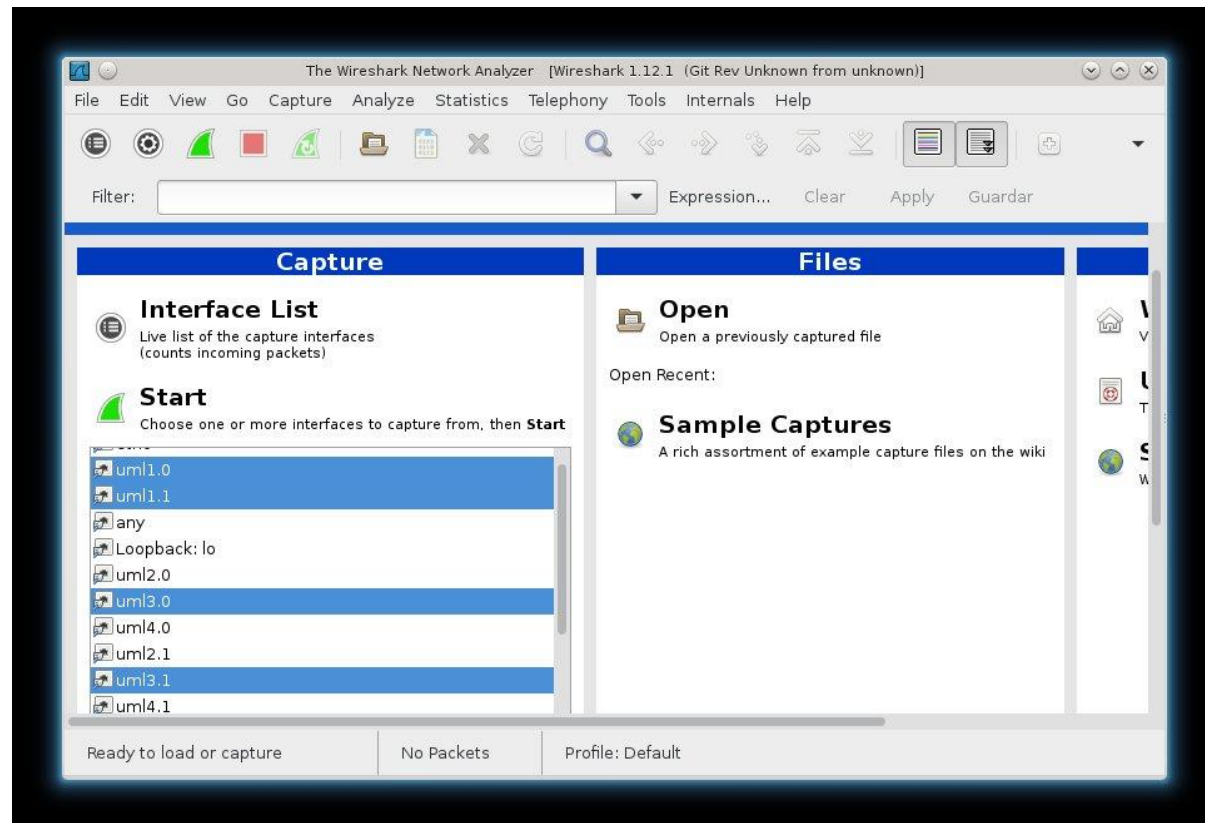 The Wireshark Network Analyzer [Wireshark 1.12.1 (Git Rev Unknown from unknown)]
File Edit View Go Capture Analyze Statistics Telephony Tools Internals Help
Filter: Expression... Clear Apply Guardar
Capture
Interface List
Live list of the capture interfaces
(counts incoming packets)
Start
Choose one or more interfaces to capture from, then Start
uml1.0
uml1.1
any
Loopback: lo
uml2.0
uml3.0
uml4.0
uml2.1
uml3.1
uml4.1
Files
Open
Open a previously captured file
Open Recent:
Sample Captures
A rich assortment of example capture files on the wiki
Ready to load or capture
No Packets
Profile: Default